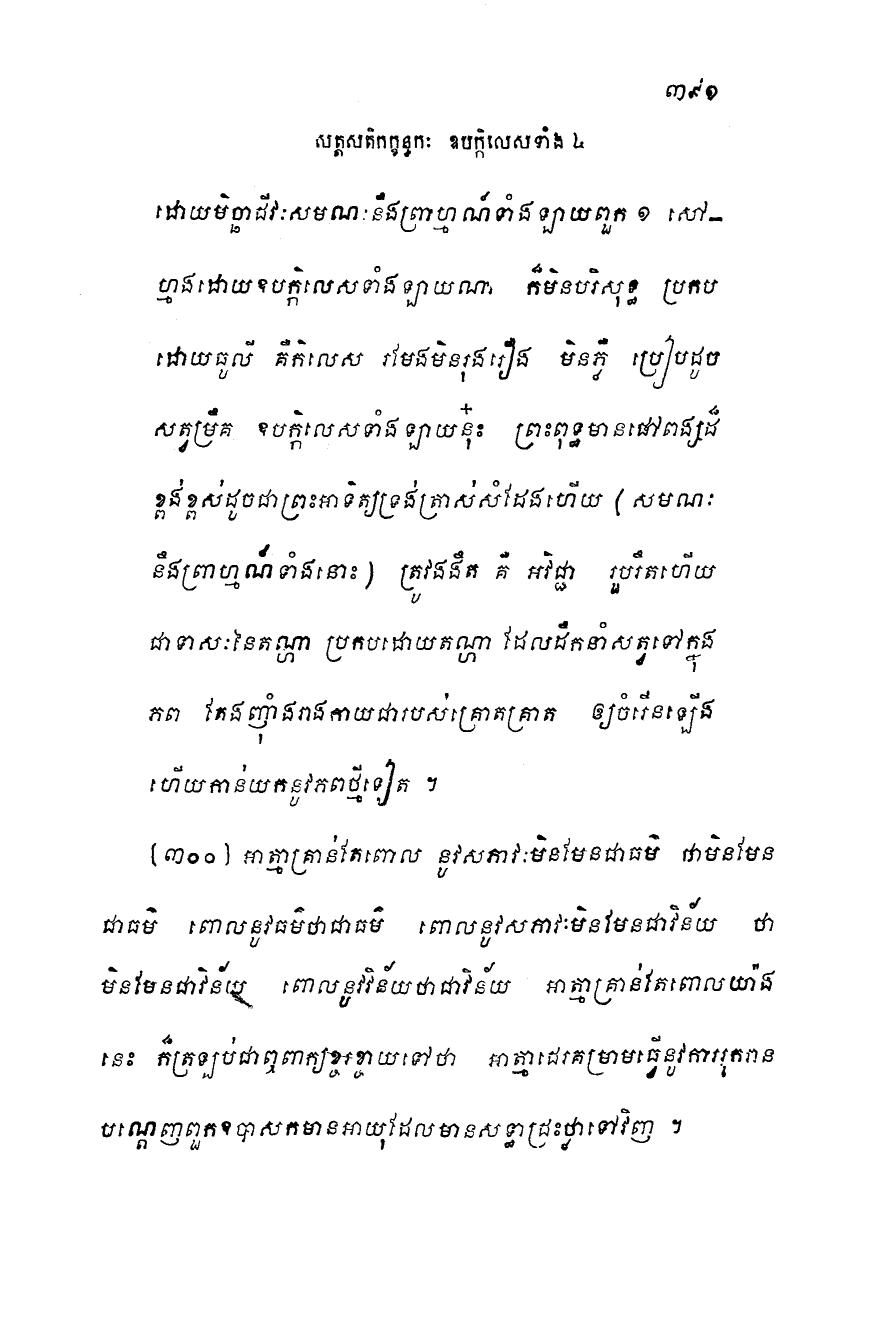 ៣៩១
សត្តសតិកក្ខន្ធកៈ ឧបក្កិលេសទាំង ៤
ដោយមិច្ឆាជីវៈសមណៈនឹងព្រាហ្មណ៍ទាំងឡាយពួក ១ សៅ–
ហ្មងដោយឧបក្កិលេសទាំងឡាយណា ក៏មិនបរិសុទ្ធ ប្រកប
ដោយធូលី គឺកិលេស រមែងមិនរុងរឿង មិនភ្លឺ ប្រៀបដូច
សត្វម្រឹគ ឧបក្កិលេសទាំងឡាយនុ៎ះ ព្រះពុទ្ធមានផៅពង្សដ៏
ខ្ពង់ខ្ពស់ដូចជាព្រះអាទិត្យទ្រង់ត្រាស់សំដែងហើយ (សមណៈ
នឹងព្រាហ្មណ៍ទាំងនោះ) ត្រូវងងឹត គឺ អវិជ្ជា រួបរឹតហើយ
ជាទាសៈនៃតណ្ហា ប្រកបដោយតណ្ហា ដែលដឹកនាំសត្វទៅក្នុង
ភព តែងញ៉ាំងរាងកាយជារបស់គ្រោតគ្រាត ឲ្យចំរើនឡើង
ហើយកាន់យកនូវភពថ្មីទៀត ។
(៣០០) អាត្មាគ្រាន់តែពោល នូវសភាវៈមិនមែនជាធម៌ ថាមិនមែន
ជាធម៌ ពោលនូវធម៌ថាជាធម៌ ពោលនូវសភាវៈមិនមែនជាវិន័យ ថា
មិនមែនជាវិន័យ ពោលនូវវិន័យថាជាវិន័យ អាត្មាគ្រាន់តែពោលយ៉ាង
នេះ ក៏ត្រឡប់ជាឮពាក្យខ្ចរខ្ចាយទៅថា អាត្មាជេរគម្រាមធ្វើនូវការរុករាន
បណ្តេញពួកឧបាសកមានអាយុដែលមានសទ្ធាជ្រះថ្លាទៅវិញ ។